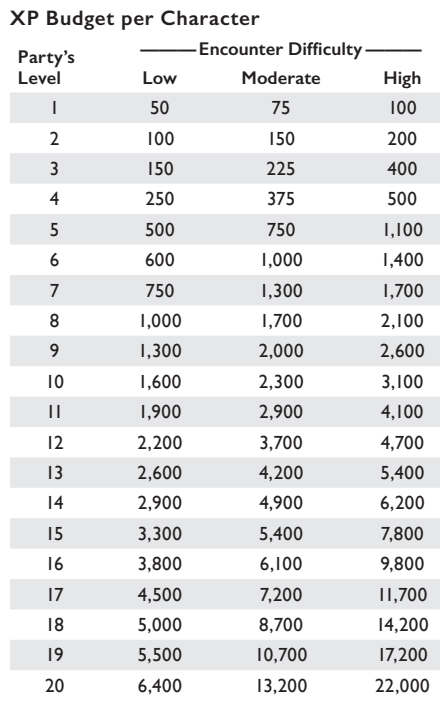 XP Budget per Character
Encounter Difficulty
Party's
Level Low Moderate High
1 50 75 100
2 100 150 200
3 150 225 400
4 250 375 500
5 500 750 1,100
6 600 1,000 1,400
7 750 1,300 1,700
8 1,000 1,700 2,100
9 1,300 2,000 2,600
10 1,600 2,300 3,100
11 1,900 2,900 4,100
12 2,200 3,700 4,700
13 2,600 4,200 5,400
14 2,900 4,900 6,200
15 3,300 5,400 7,800
16 3,800 6,100 9,800
17 4,500 7,200 11,700
18 5,000 8,700 14,200
19 5,500 10,700 17,200
20 6,400 13,200 22,000